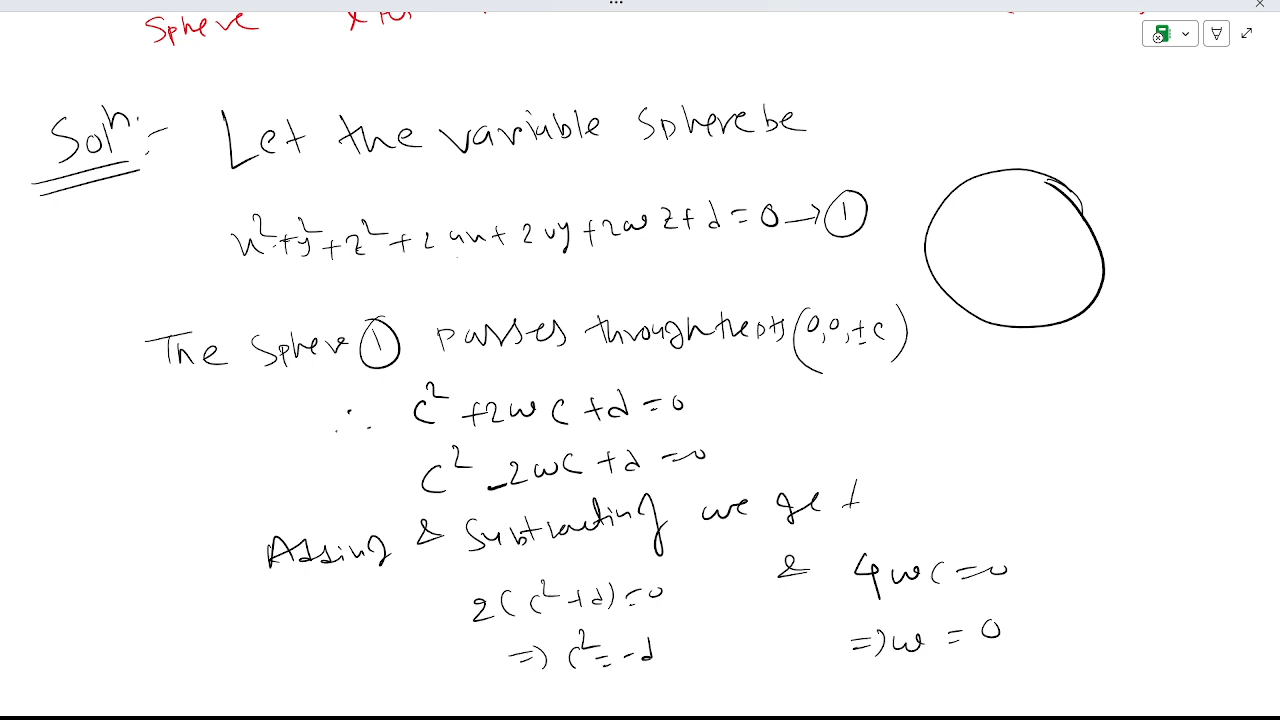 Sphere
Solⁿ:- Let the variable sphere be
x²+y²+z²+2ux+2vy+2wz+d=0→①
The sphere ① passes through the pts (0,0,±c)
∴ c²+2wc+d=0
c²-2wc+d=0
Adding & Subtracting we get
2(c²+d)=0 & 4wc=0
=> c²=-d => w=0